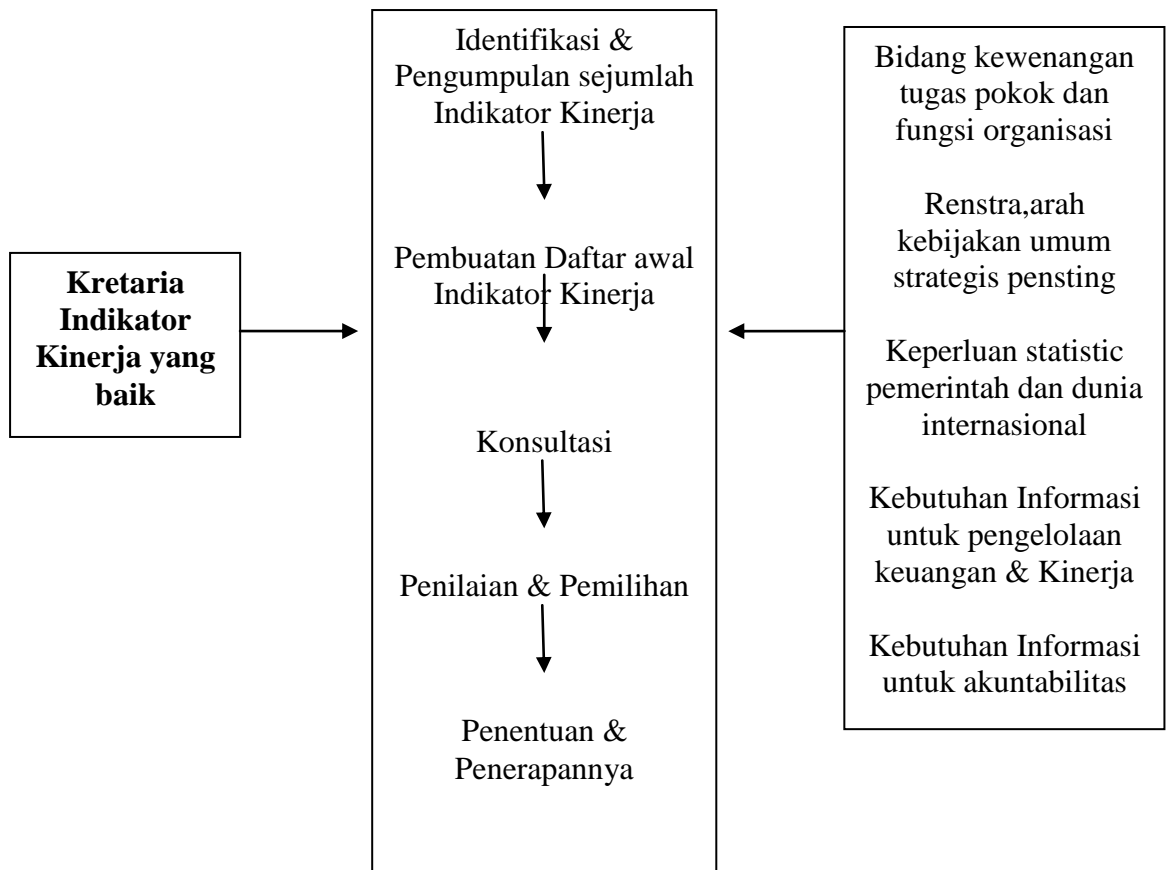 Kretaria
Indikator
Kinerja yang
baik
Identifikasi &
Pengumpulan sejumlah
Indikator Kinerja
Pembuatan Daftar awal
Indikator Kinerja
Konsultasi
Penilaian & Pemilihan
Penentuan &
Penerapannya
Bidang kewenangan
tugas pokok dan
fungsi organisasi
Renstra,arah
kebijakan umum
strategis pensting
Keperluan statistic
pemerintah dan dunia
internasional
Kebutuhan Informasi
untuk pengelolaan
keuangan & Kinerja
Kebutuhan Informasi
untuk akuntabilitas